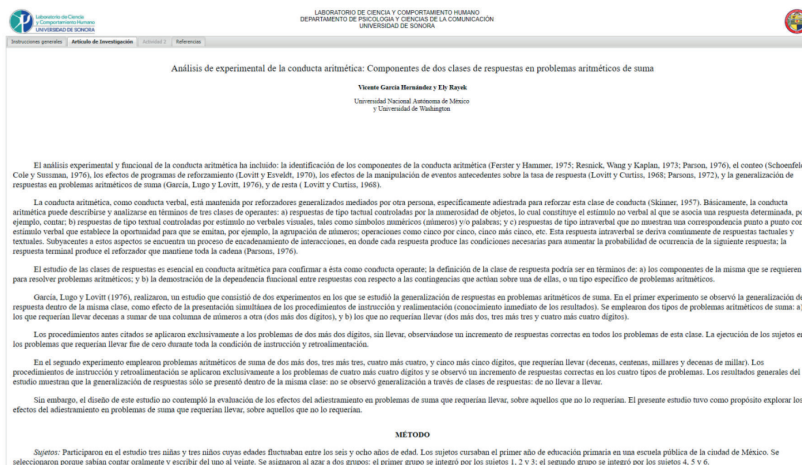 Laboratorio de Ciencia
y Comportamiento Humano
UNIVERSIDAD DE SONORA
LABORATORIO DE CIENCIA Y COMPORTAMIENTO HUMANO
DEPARTAMENTO DE PSICOLOGIA Y CIENCIAS DE LA COMUNICACIÓN
UNIVERSIDAD DE SONORA
Instrucciones generales Artículo de Investigación Actividad 1 Referencias
Análisis de experimental de la conducta aritmética: Componentes de dos clases de respuestas en problemas aritméticos de suma
Vicente García Hernández y Ely Rayek
Universidad Nacional Autónoma de México
y Universidad de Washington
El análisis experimental y funcional de la conducta aritmética ha incluido: la identificación de los componentes de la conducta aritmética (Ferster y Hammer, 1975; Resnick, Wang y Kaplan, 1973; Parson, 1976), el conteo (Schoenfeld,
Cole y Sussman, 1976), los efectos de programas de reforzamiento (Lovitt y Esveldt, 1970), los efectos de la manipulación de eventos antecedentes sobre la tasa de respuesta (Lovitt y Curtiss, 1968; Parsons, 1972), y la generalización de
respuestas en problemas aritméticos de suma (García, Lugo y Lovitt, 1976), y de resta ( Lovitt y Curtiss, 1968).
La conducta aritmética, como conducta verbal, está mantenida por reforzadores generalizados mediados por otra persona, específicamente adiestrada para reforzar esta clase de conducta (Skinner, 1957). Básicamente, la conducta
aritmética puede describirse y analizarse en términos de tres clases de operantes: a) respuestas de tipo tactual controladas por la numerosidad de objetos, lo cual constituye el estímulo no verbal al que se asocia una respuesta determinada, por
ejemplo, contar; b) respuestas de tipo textual controladas por estímulo no verbales visuales, tales como símbolos numéricos (números) y/o palabras; y c) respuestas de tipo intraverbal que no muestran una correspondencia punto a punto con
estímulo verbal que establece la oportunidad para que se emitan, por ejemplo, la agrupación de números; operaciones como cinco por cinco, cinco más cinco, etc. Esta respuesta intraverbal se deriva comúnmente de respuestas tactuales y
textuales. Subyacentes a estos aspectos se encuentra un proceso de encadenamiento de interacciones, en donde cada respuesta produce las condiciones necesarias para aumentar la probabilidad de ocurrencia de la siguiente respuesta; la
respuesta terminal produce el reforzador que mantiene toda la cadena (Parsons, 1976).
El estudio de las clases de respuestas es esencial en conducta aritmética para confirmar a ésta como conducta operante; la definición de la clase de respuesta podría ser en términos de: a) los componentes de la misma que se requieren
para resolver problemas aritméticos; y b) la demostración de la dependencia funcional entre respuestas con respecto a las contingencias que actúan sobre una de ellas, o un tipo específico de problemas aritméticos.
García, Lugo y Lovitt (1976), realizaron, un estudio que consistió de dos experimentos en los que se estudió la generalización de respuestas en problemas aritméticos de suma. En el primer experimento se observó la generalización de
respuesta dentro de la misma clase, como efecto de la presentación simultánea de los procedimientos de instrucción y realimentación (conocimiento inmediato de los resultados). Se emplearon dos tipos de problemas aritméticos de suma: a)
los que requerían llevar decenas a sumar de una columna de números a otra (dos más dos dígitos), y b) los que no requerían llevar (dos más dos, tres más tres y cuatro más cuatro dígitos).
Los procedimientos antes citados se aplicaron exclusivamente a los problemas de dos más dos dígitos, sin llevar, observándose un incremento de respuestas correctas en todos los problemas de esta clase. La ejecución de los sujetos en
los problemas que requerían llevar fue de cero durante toda la condición de instrucción y retroalimentación.
En el segundo experimento emplearon problemas aritméticos de suma de dos más dos, tres más tres, cuatro más cuatro, y cinco más cinco dígitos, que requerían llevar (decenas, centenas, millares y decenas de millar). Los
procedimientos de instrucción y retroalimentación se aplicaron exclusivamente a los problemas de cuatro más cuatro dígitos y se observó un incremento de respuestas correctas en los cuatro tipos de problemas. Los resultados generales del
estudio muestran que la generalización de respuestas sólo se presentó dentro de la misma clase: no se observó generalización a través de clases de respuestas: de no llevar a llevar.
Sin embargo, el diseño de este estudio no contempló la evaluación de los efectos del adiestramiento en problemas de suma que requerían llevar, sobre aquellos que no lo requerían. El presente estudio tuvo como propósito explorar los
efectos del adiestramiento en problemas de suma que requerían llevar, sobre aquellos que no lo requerían.
MÉTODO
Sujetos: Participaron en el estudio tres niñas y tres niños cuyas edades fluctuaban entre los seis y ocho años de edad. Los sujetos cursaban el primer año de educación primaria en una escuela pública de la ciudad de México. Se
seleccionaron porque sabían contar oralmente y escribir del uno al veinte. Se asignaron al azar a dos grupos: el primer grupo se integró por los sujetos 1, 2 y 3; el segundo grupo se integró por los sujetos 4, 5 y 6.